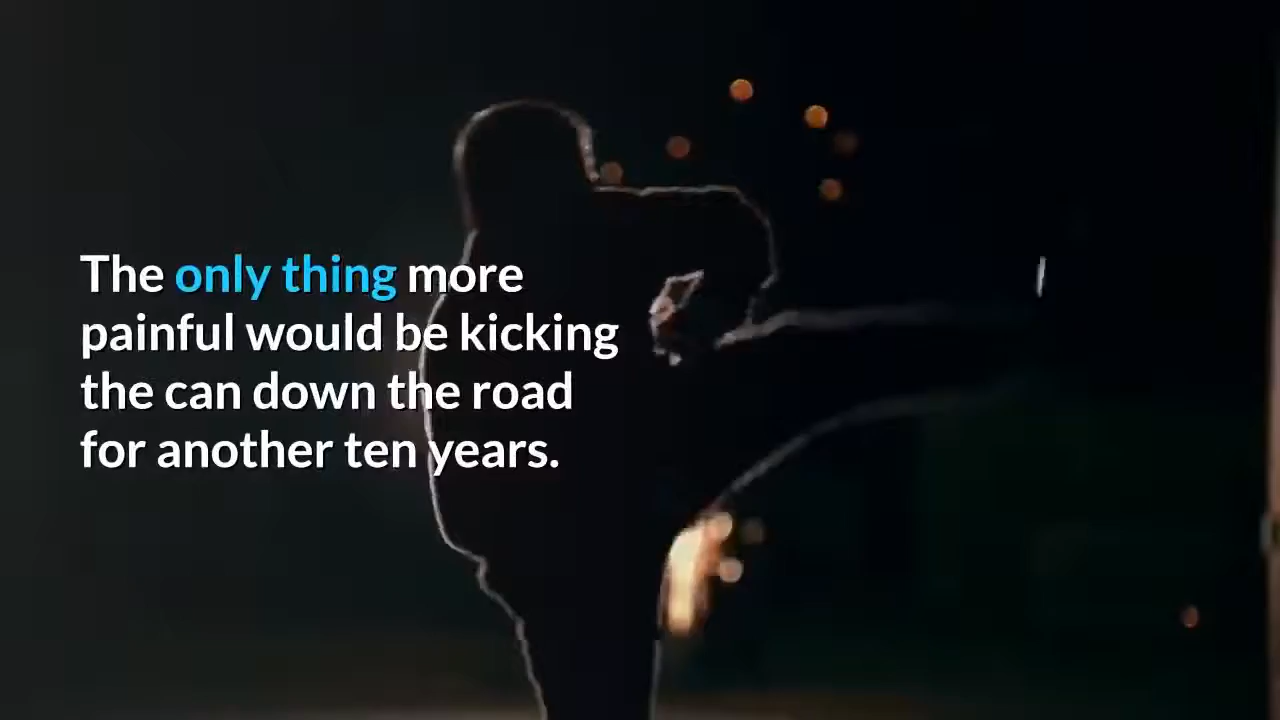 The only thing more
painful would be kicking
the can down the road
for another ten years.